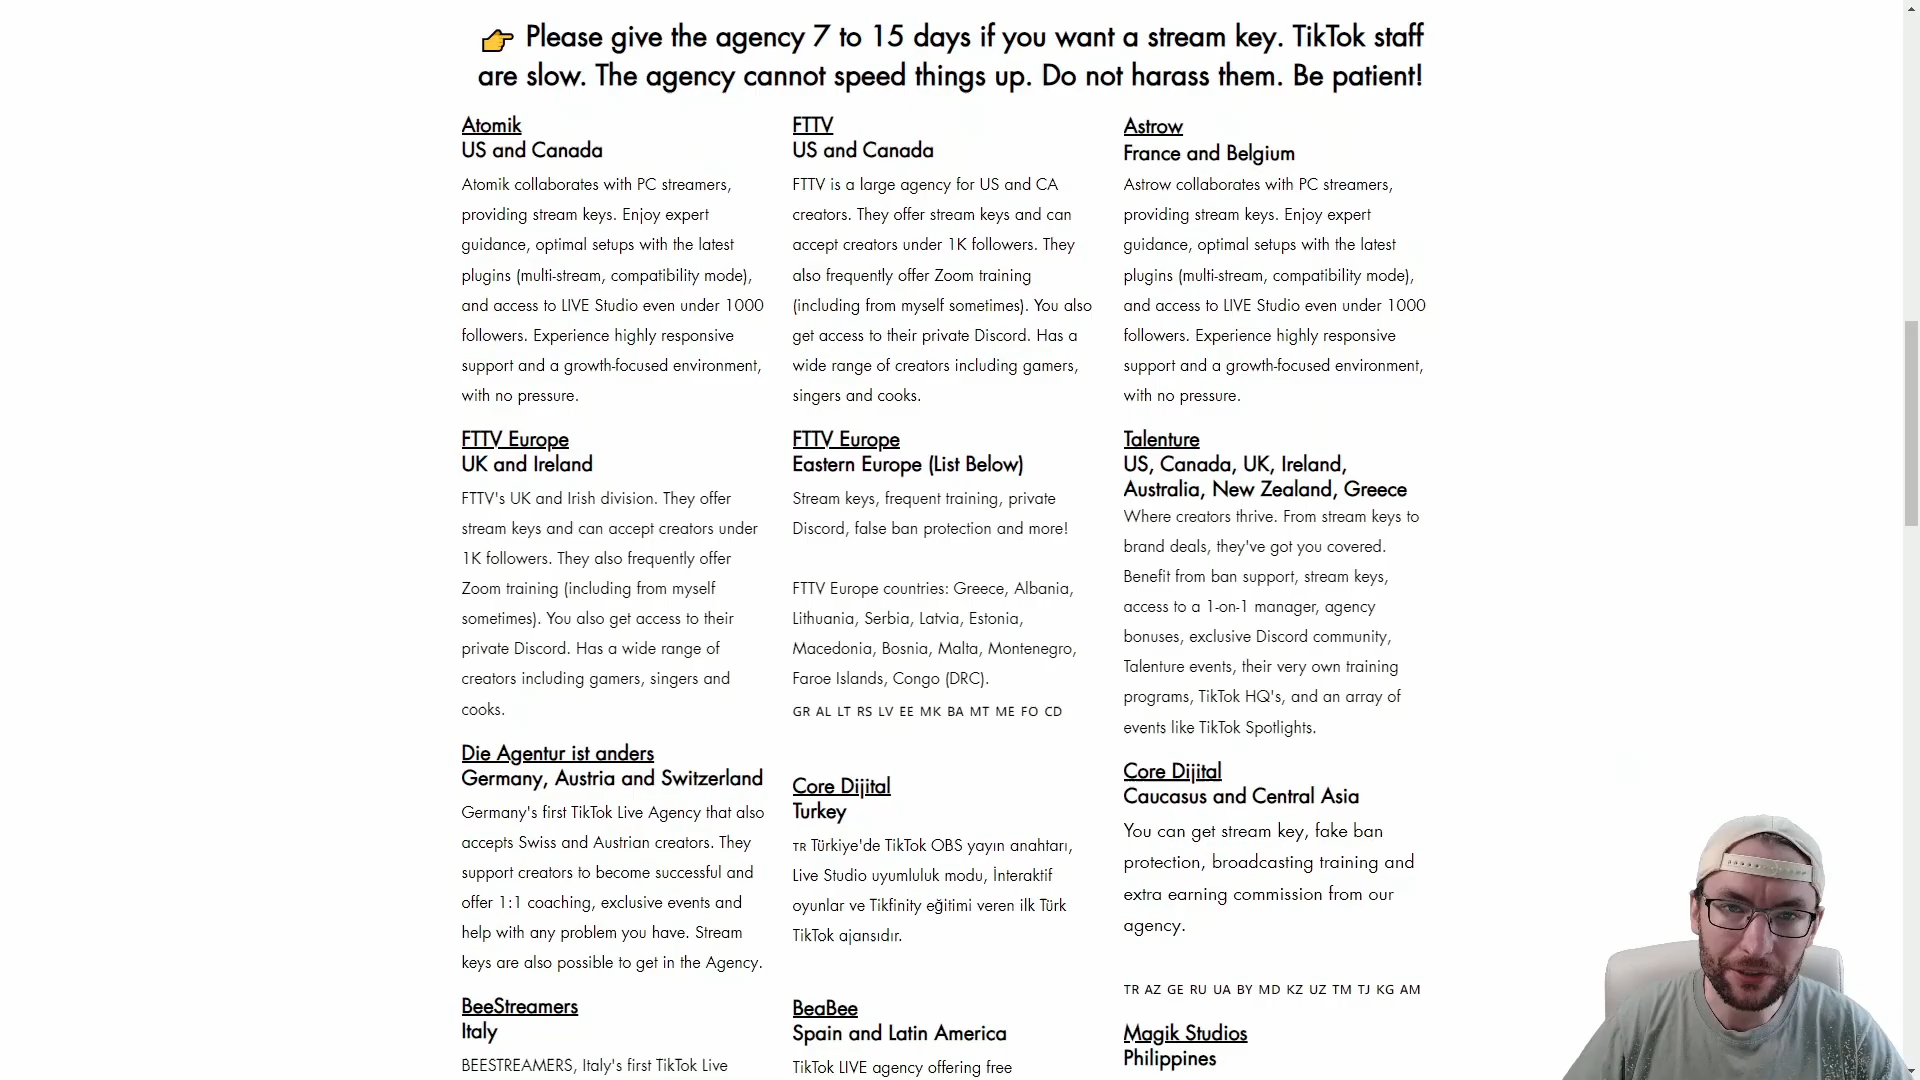 👉 Please give the agency 7 to 15 days if you want a stream key. TikTok staff
are slow. The agency cannot speed things up. Do not harass them. Be patient!
Atomik
US and Canada
Atomik collaborates with PC streamers,
providing stream keys. Enjoy expert
guidance, optimal setups with the latest
plugins (multi-stream, compatibility mode),
and access to LIVE Studio even under 1000
followers. Experience highly responsive
support and a growth-focused environment,
with no pressure.
FTTV
US and Canada
FTTV is a large agency for US and CA
creators. They offer stream keys and can
accept creators under 1K followers. They
also frequently offer Zoom training
(including from myself sometimes). You also
get access to their private Discord. Has a
wide range of creators including gamers,
singers and cooks.
Astrow
France and Belgium
Astrow collaborates with PC streamers,
providing stream keys. Enjoy expert
guidance, optimal setups with the latest
plugins (multi-stream, compatibility mode),
and access to LIVE Studio even under 1000
followers. Experience highly responsive
support and a growth-focused environment,
with no pressure.
FTTV Europe
UK and Ireland
FTTV's UK and Irish division. They offer
stream keys and can accept creators under
1K followers. They also frequently offer
Zoom training (including from myself
sometimes). You also get access to their
private Discord. Has a wide range of
creators including gamers, singers and
cooks.
FTTV Europe
Eastern Europe (List Below)
Stream keys, frequent training, private
Discord, false ban protection and more!
FTTV Europe countries: Greece, Albania,
Lithuania, Serbia, Latvia, Estonia,
Macedonia, Bosnia, Malta, Montenegro,
Faroe Islands, Congo (DRC).
GR AL LT RS LV EE MK BA MT ME FO CD
Talenture
US, Canada, UK, Ireland,
Australia, New Zealand, Greece
Where creators thrive. From stream keys to
brand deals, they've got you covered.
Benefit from ban support, stream keys,
access to a 1-on-1 manager, agency
bonuses, exclusive Discord community,
Talenture events, their very own training
programs, TikTok HQ's, and an array of
events like TikTok Spotlights.
Die Agentur ist anders
Germany, Austria and Switzerland
Germany's first TikTok Live Agency that also
accepts Swiss and Austrian creators. They
support creators to become successful and
offer 1:1 coaching, exclusive events and
help with any problem you have. Stream
keys are also possible to get in the Agency.
Core Dijital
Turkey
TR Türkiye'de TikTok OBS yayın anahtarı,
Live Studio uyumluluk modu, İnteraktif
oyunlar ve Tikfinity eğitimi veren ilk Türk
TikTok ajansıdır.
Core Dijital
Caucasus and Central Asia
You can get stream key, fake ban
protection, broadcasting training and
extra earning commission from our
agency.
TR AZ GE RU UA BY MD KZ UZ TM TJ KG AM
BeeStreamers
Italy
BEESTREAMERS, Italy's first TikTok Live
BeaBee
Spain and Latin America
TikTok LIVE agency offering free
Magik Studios
Philippines